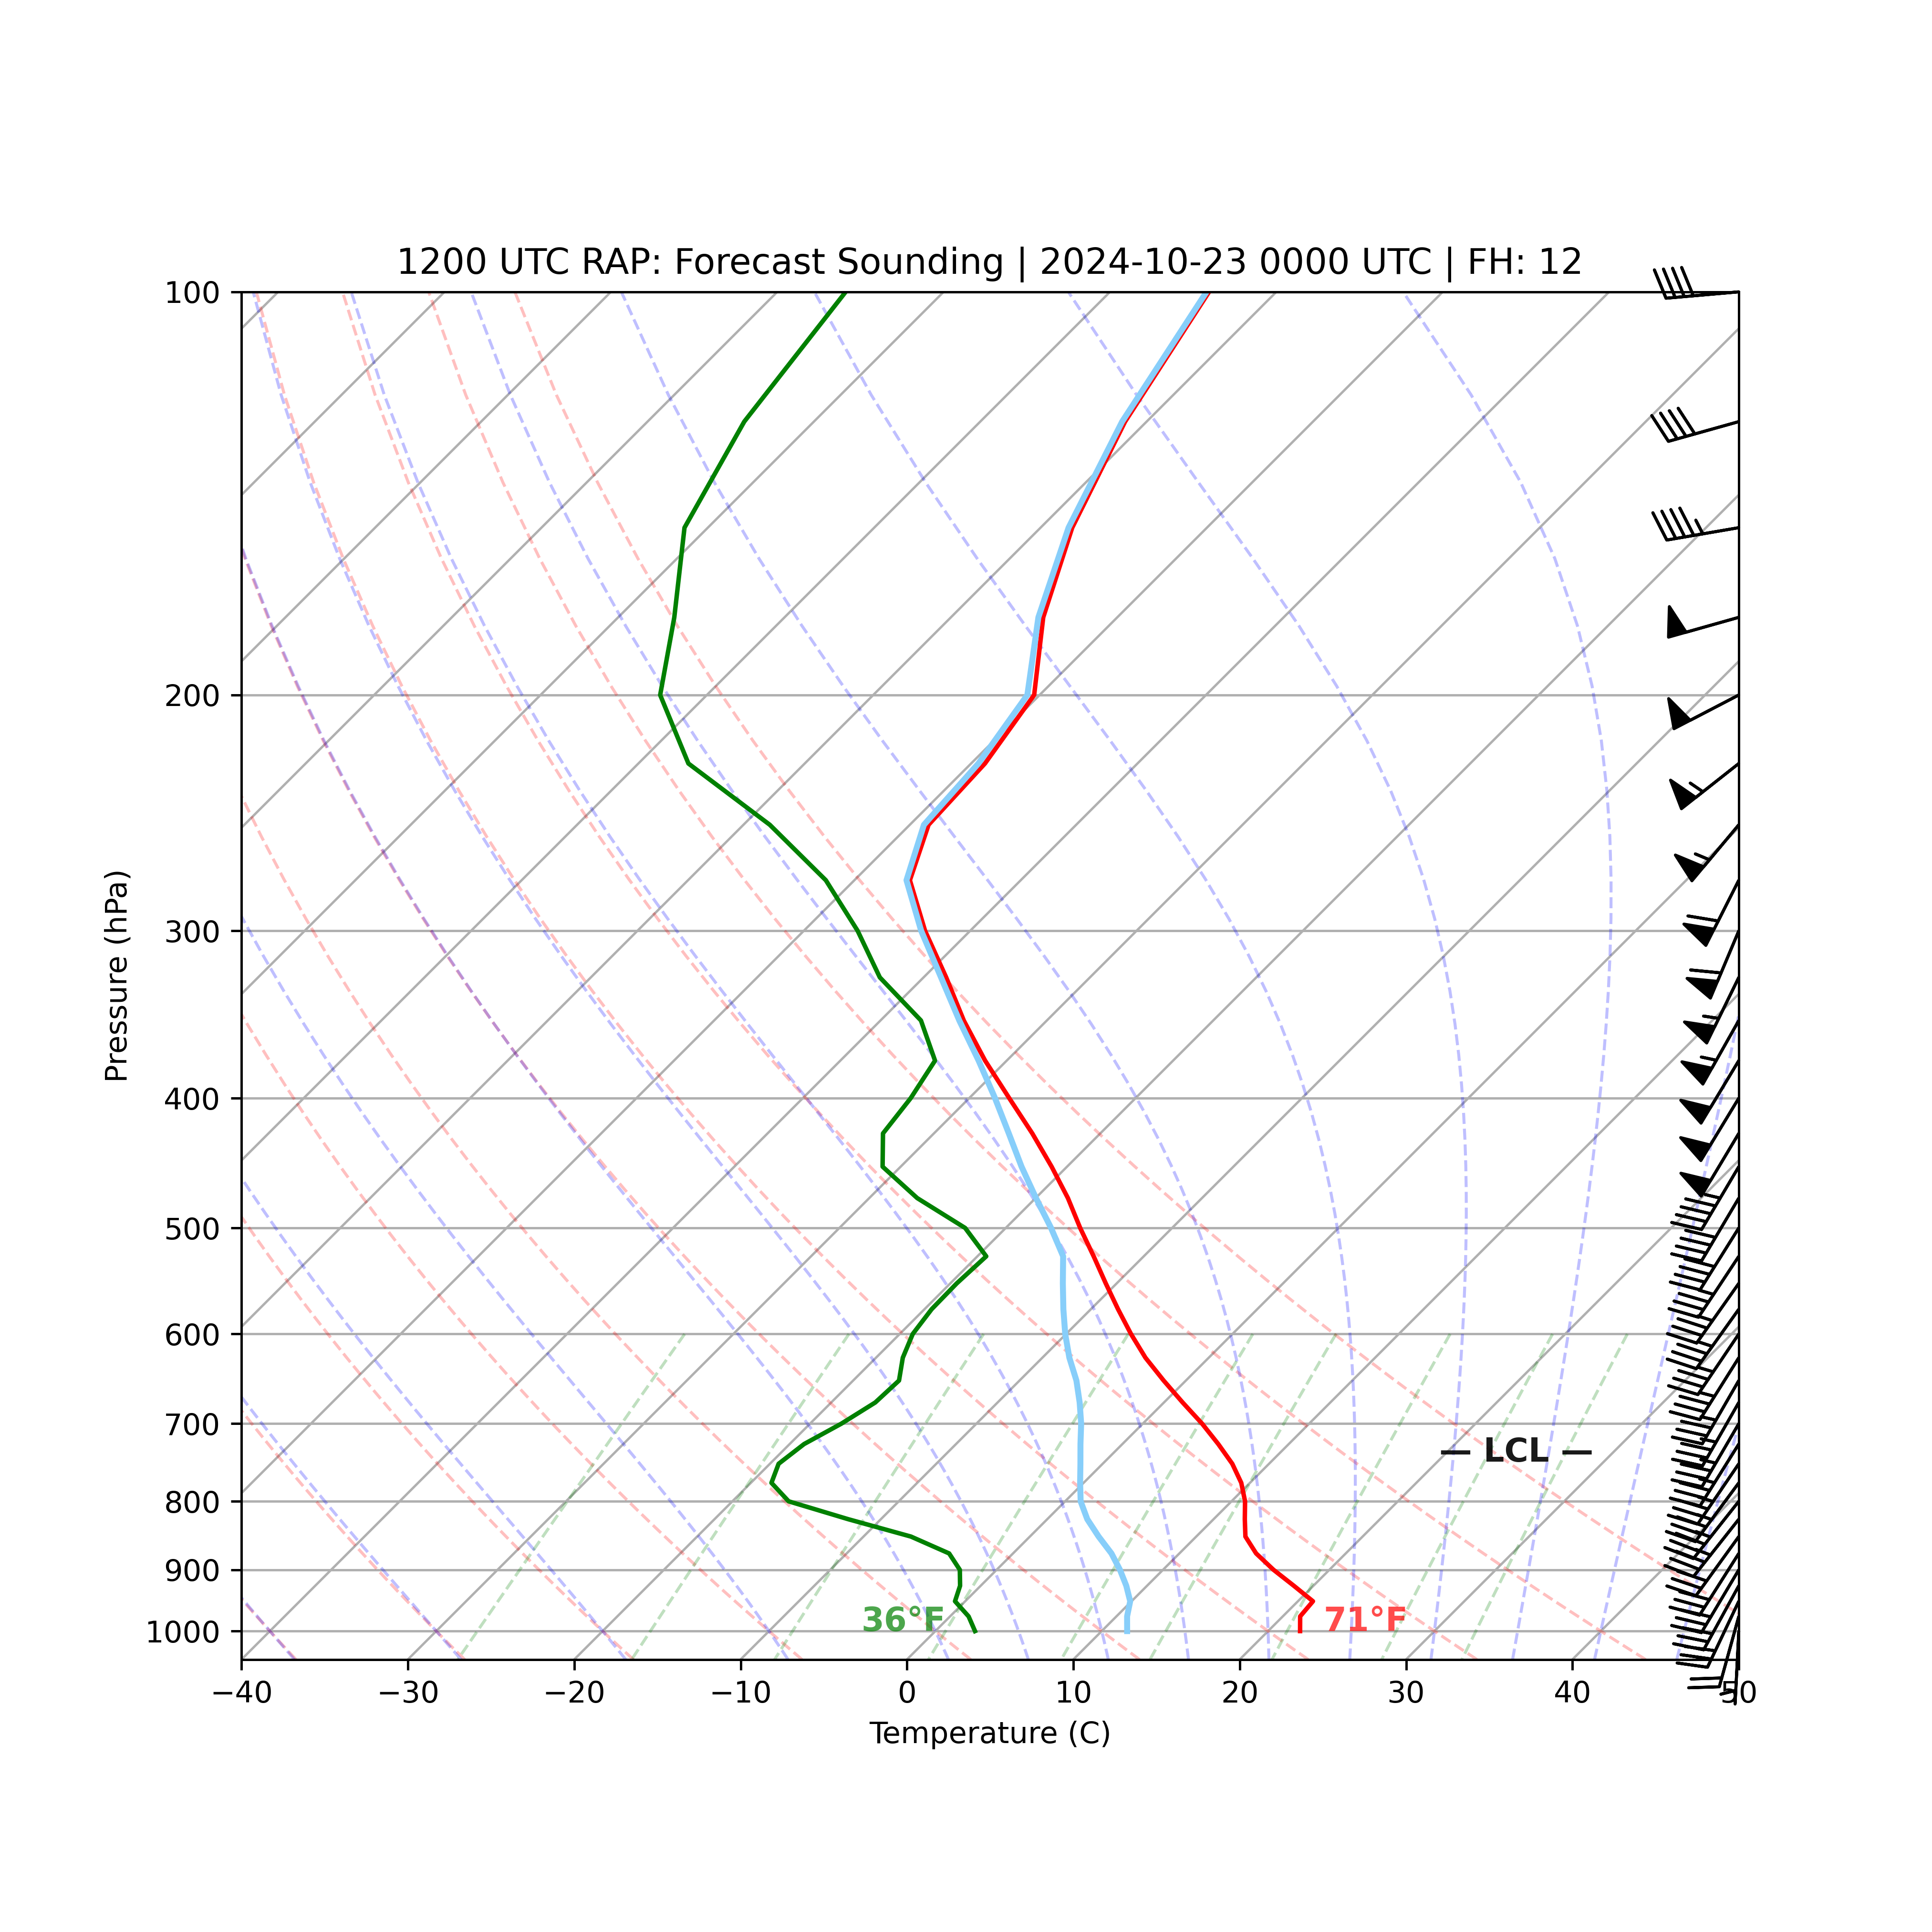 1200 UTC RAP: Forecast Sounding | 2024-10-23 0000 UTC | FH: 12
100
200
300
400
500
600
700
800
900
1000
Pressure (hPa)
— LCL —
36°F
71°F
−40 −30 −20 −10 0 10 20 30 40 50
Temperature (C)